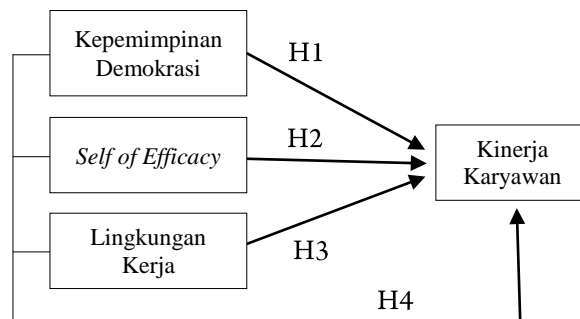 Kepemimpinan
Demokrasi
H1
Self of Efficacy
H2
Kinerja
Karyawan
Lingkungan
Kerja
H3
H4